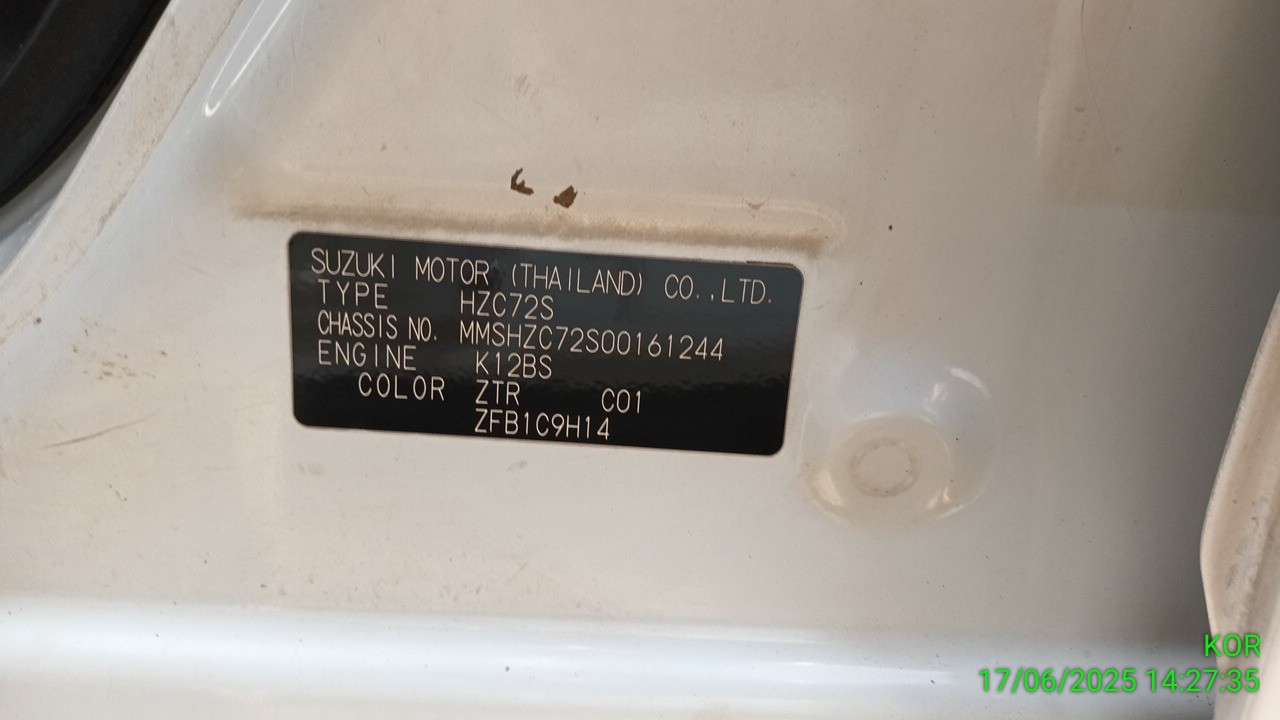 SUZUKI MOTOR (THAILAND) CO.,LTD.
TYPE HZC72S
CHASSIS NO. MMSHZC72S00161244
ENGINE K12BS
COLOR ZTR C01
ZFB1C9H14
KOR
17/06/2025 14:27:35